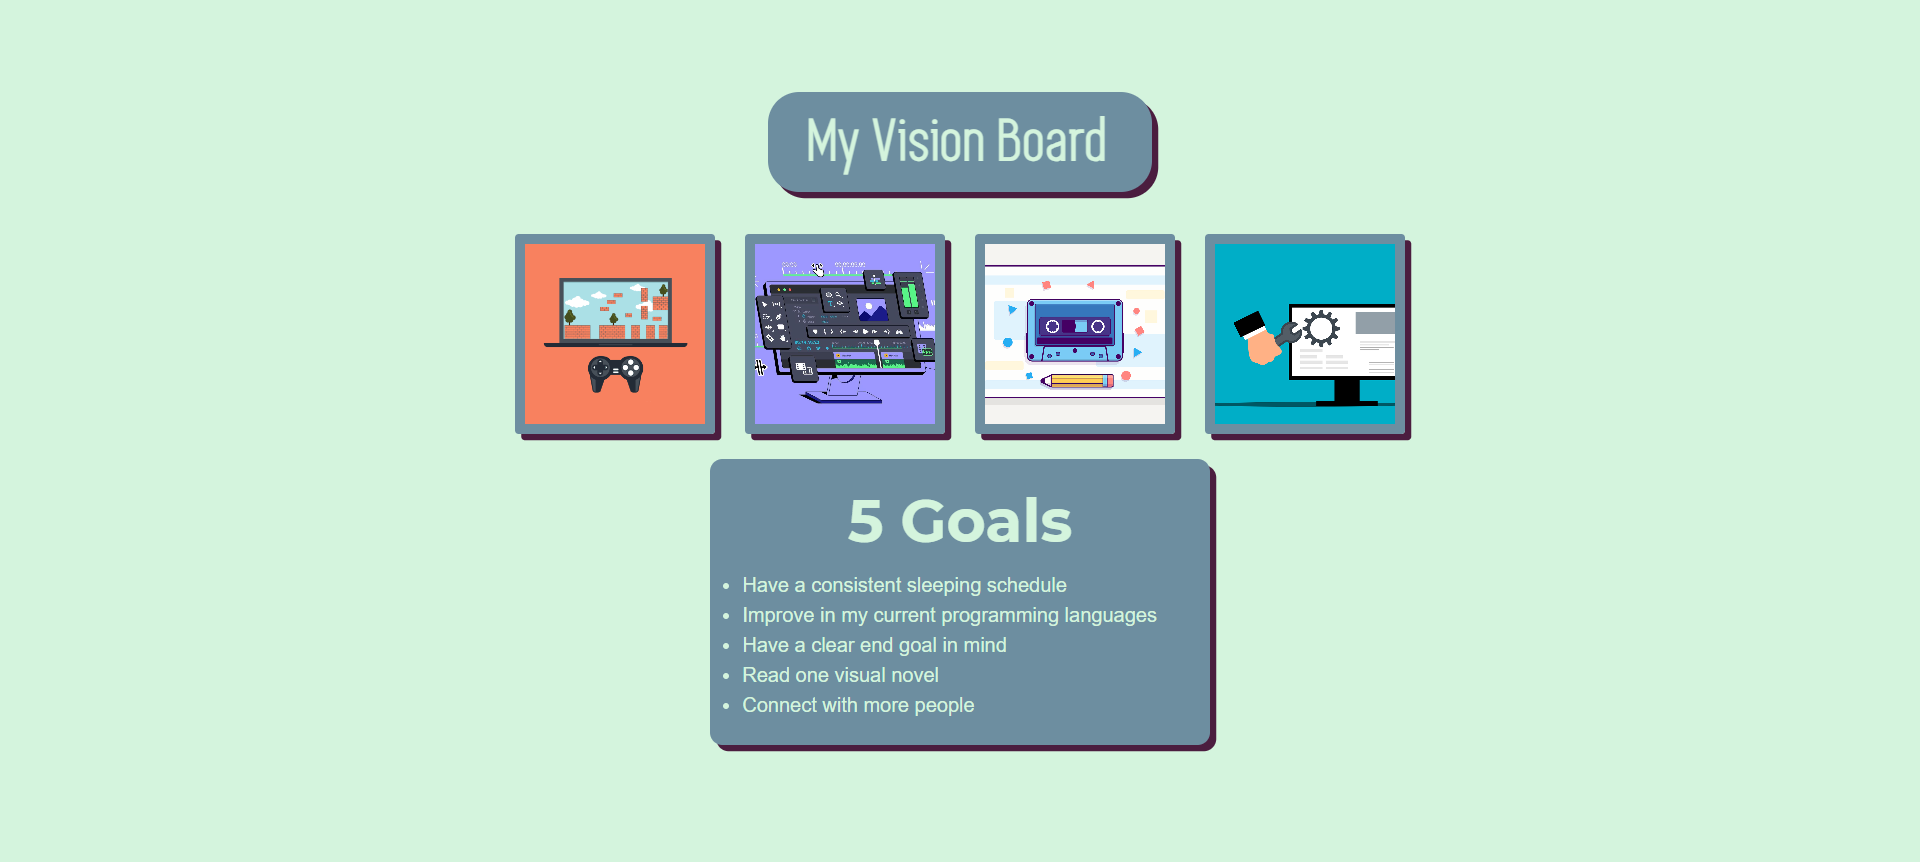 My Vision Board
5 Goals
Have a consistent sleeping schedule
Improve in my current programming languages
Have a clear end goal in mind
Read one visual novel
Connect with more people